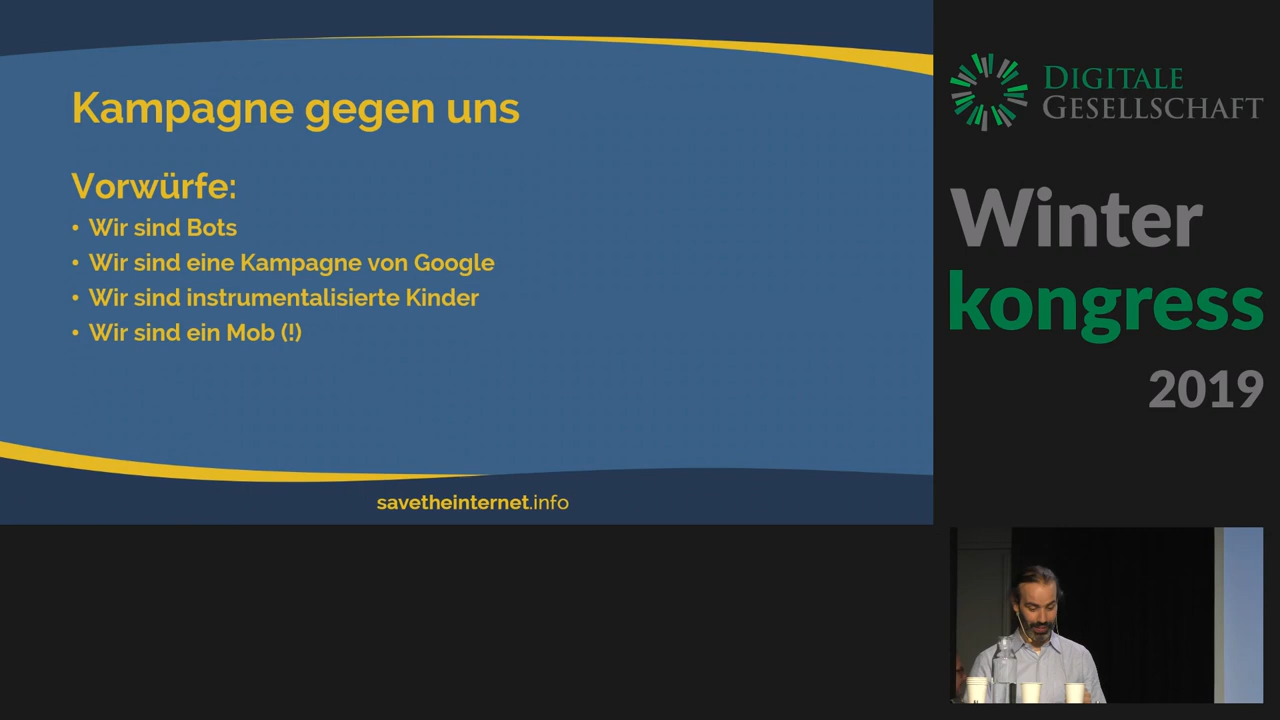 Kampagne gegen uns
Vorwürfe:
• Wir sind Bots
• Wir sind eine Kampagne von Google
• Wir sind instrumentalisierte Kinder
• Wir sind ein Mob (!)
savetheinternet.info
DIGITALE
GESELLSCHAFT
Winter
kongress
2019